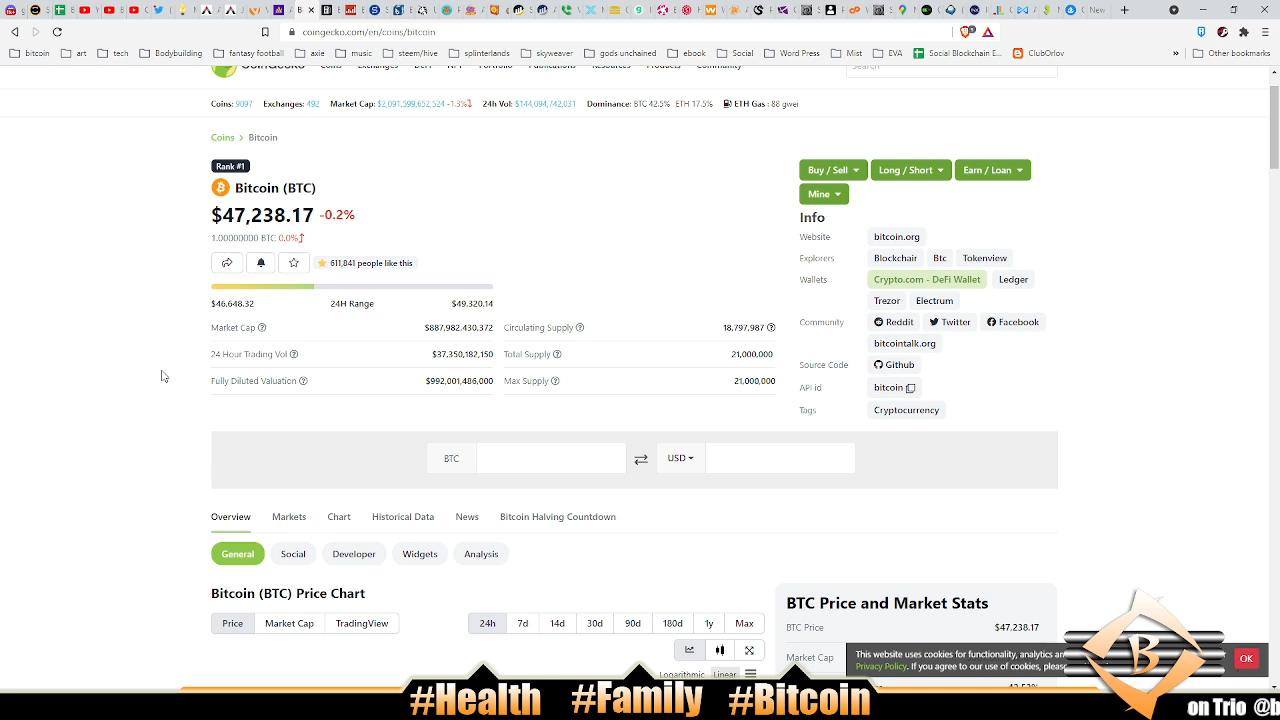 coingecko.com/en/coins/bitcoin
bitcoin art tech Bodybuilding fantasy football axie music steem/hive splinterlands skyweaver gods unchained ebook Social Word Press Mist EVA Social Blockchain E... ClubOrlov » Other bookmarks
Coins: 9097 Exchanges: 492 Market Cap: $2,091,599,652,524 -1.3% 24h Vol: $144,094,742,031 Dominance: BTC 42.5% ETH 17.5% ETH Gas : 88 gwei
Coins > Bitcoin
Rank #1
Bitcoin (BTC)
$47,238.17 -0.2%
1.00000000 BTC 0.0%
611,841 people like this
$46,648.32 24H Range $49,320.14
Market Cap $887,982,430,372 Circulating Supply 18,797,987
24 Hour Trading Vol $37,350,182,150 Total Supply 21,000,000
Fully Diluted Valuation $992,001,486,000 Max Supply 21,000,000
Buy / Sell Long / Short Earn / Loan
Mine
Info
Website bitcoin.org
Explorers Blockchair Btc Tokenview
Wallets Crypto.com - DeFi Wallet Ledger
Trezor Electrum
Community Reddit Twitter Facebook
bitcointalk.org
Source Code Github
API id bitcoin
Tags Cryptocurrency
BTC USD
Overview Markets Chart Historical Data News Bitcoin Halving Countdown
General Social Developer Widgets Analysis
Bitcoin (BTC) Price Chart
Price Market Cap TradingView 24h 7d 14d 30d 90d 180d 1y Max
Logarithmic Linear
BTC Price and Market Stats
BTC Price $47,238.17
Market Cap
This website uses cookies for functionality, analytics an
Privacy Policy. If you agree to our use of cookies, pleas
OK
B
#Health #Family #Bitcoin
on Trio @b